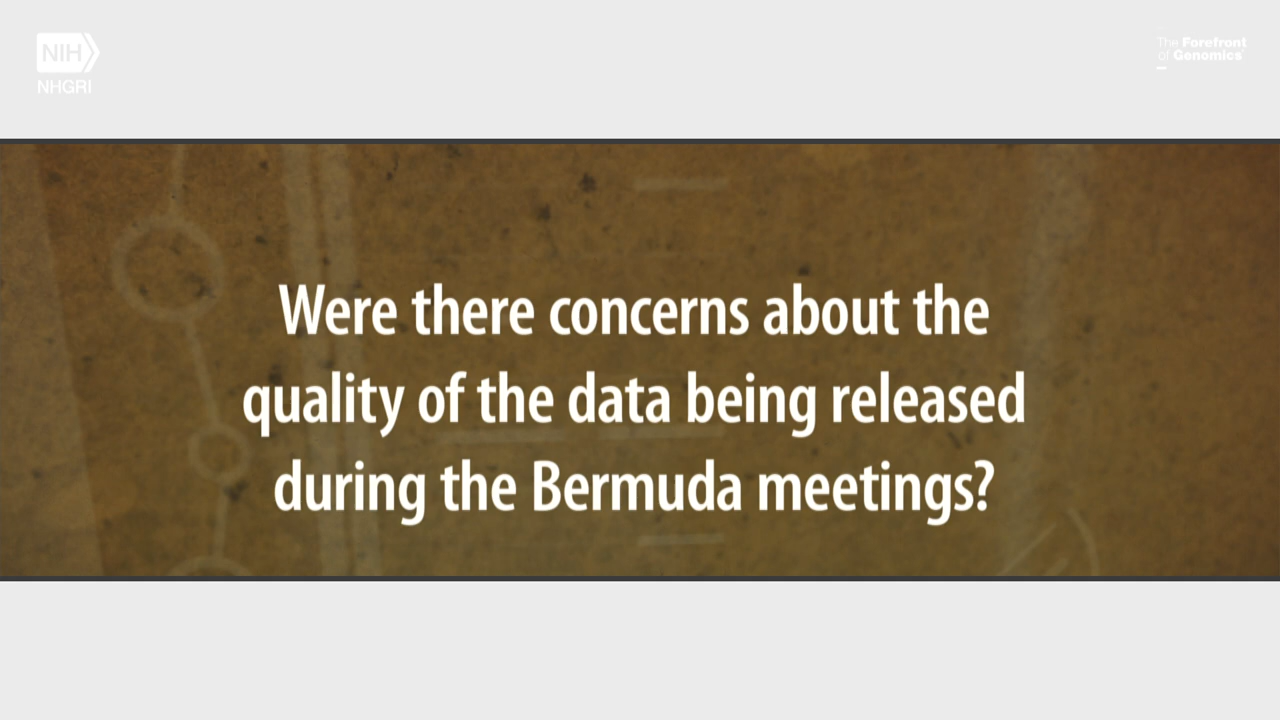 NIH
NHGRI
The Forefront
of Genomics
Were there concerns about the
quality of the data being released
during the Bermuda meetings?